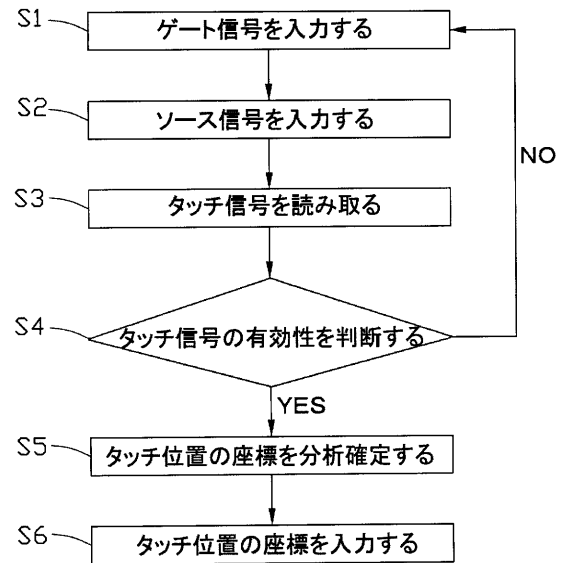 S1
ゲート信号を入力する
S2
ソース信号を入力する
NO
S3
タッチ信号を読み取る
S4
タッチ信号の有効性を判断する
YES
S5
タッチ位置の座標を分析確定する
S6
タッチ位置の座標を入力する